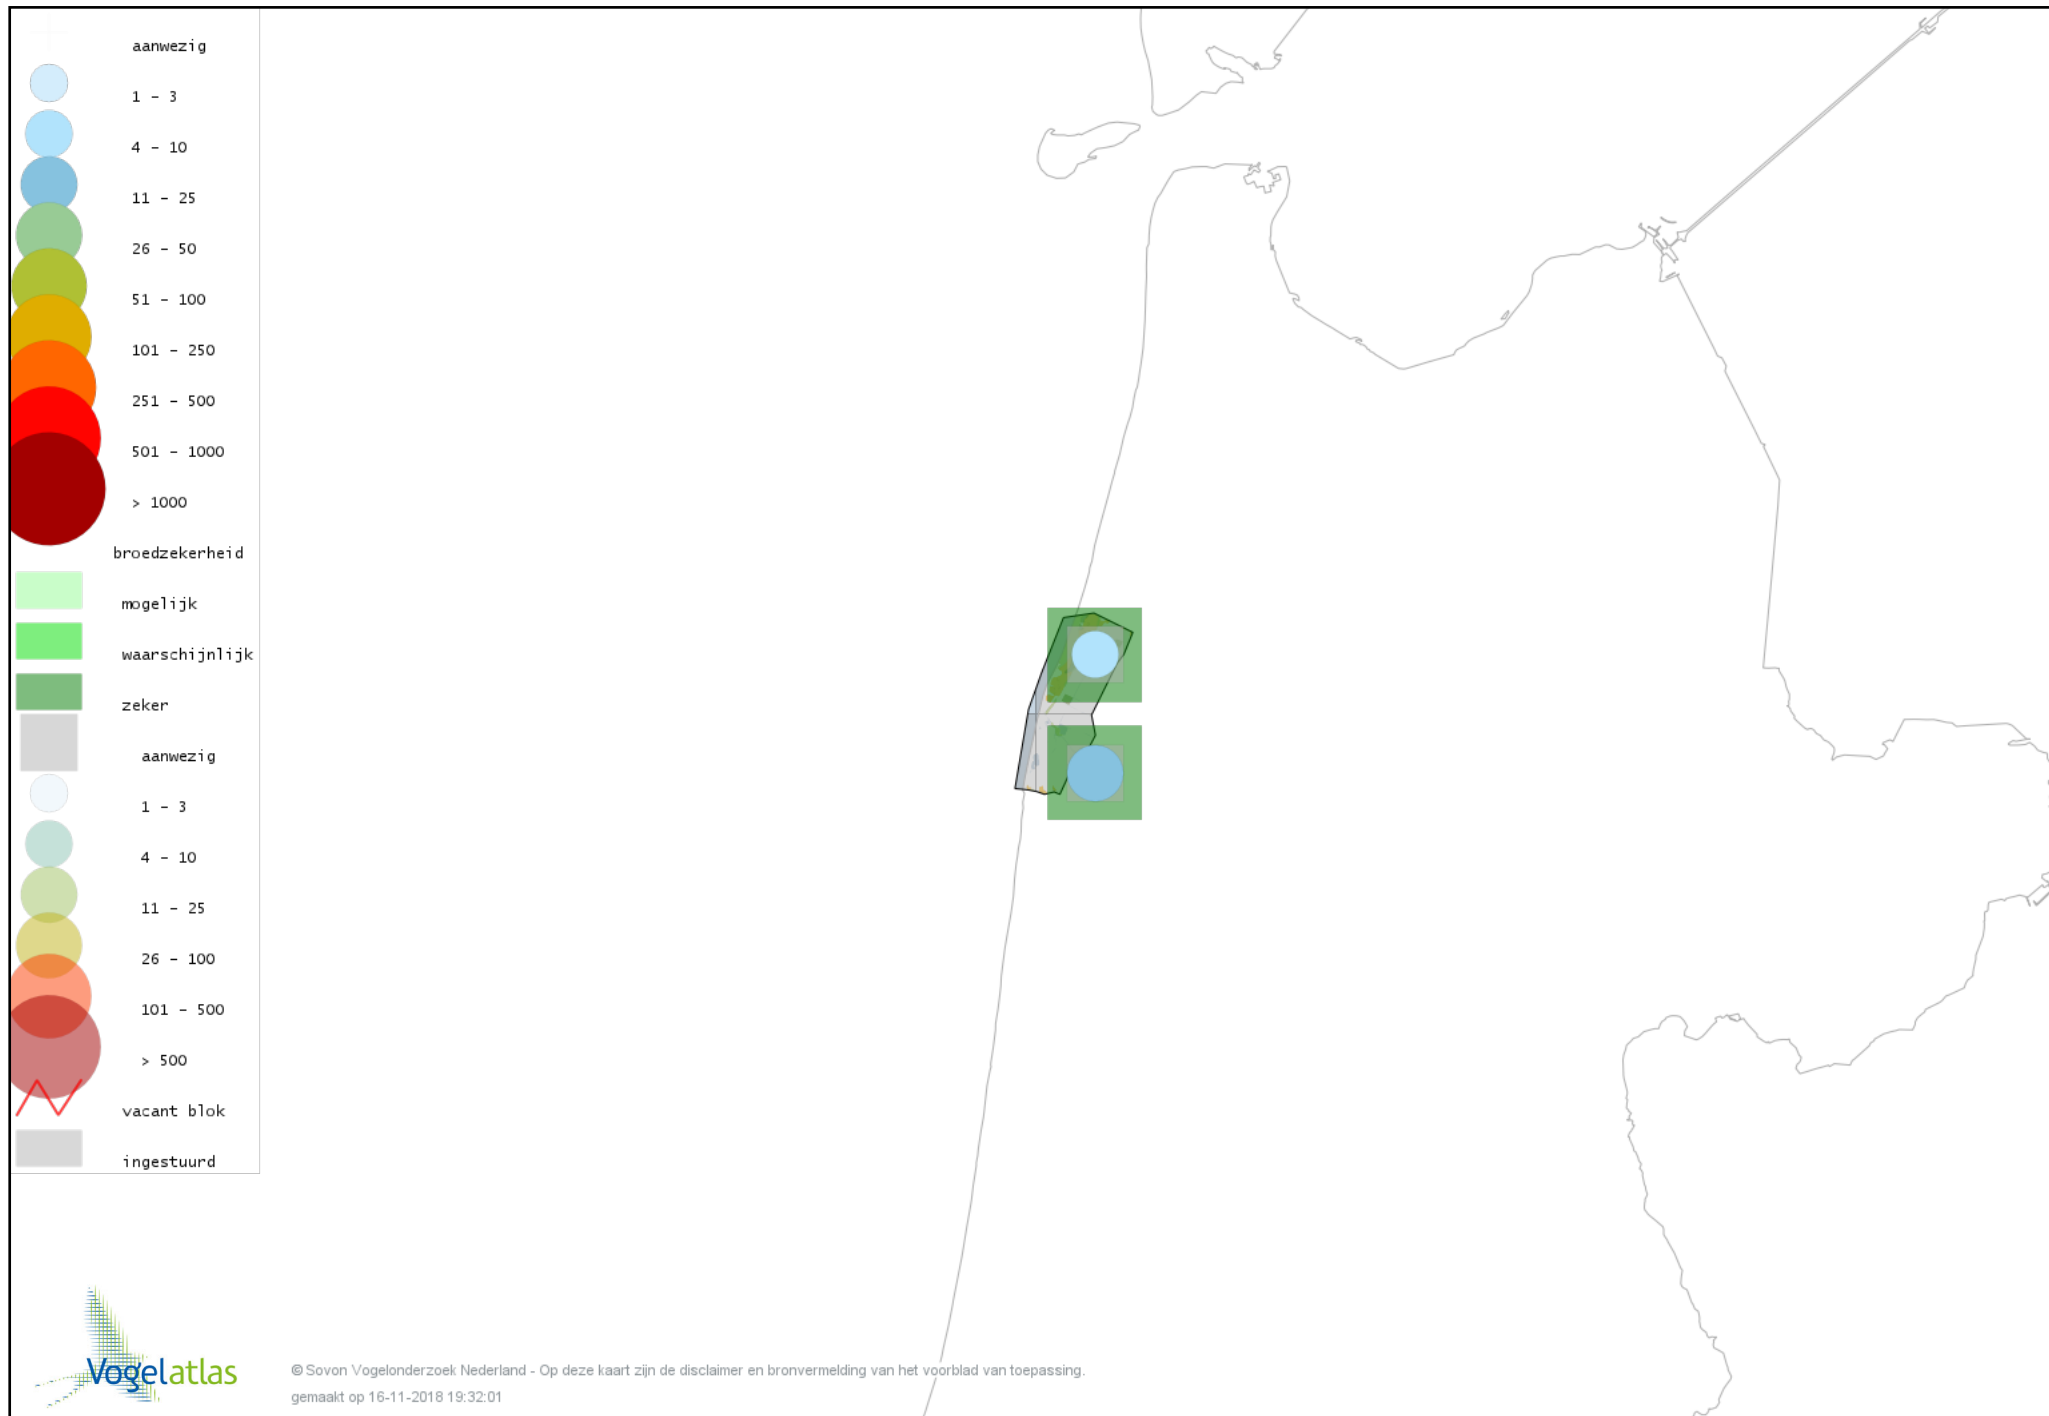 aanwezig
1 - 3
4 - 10
11 - 25
26 - 50
51 - 100
101 - 250
251 - 500
501 - 1000
> 1000
broedzekerheid
mogelijk
waarschijnlijk
zeker
aanwezig
1 - 3
4 - 10
11 - 25
26 - 100
101 - 500
> 500
vacant blok
ingestuurd
Vogelatlas
© Sovon Vogelonderzoek Nederland - Op deze kaart zijn de disclaimer en bronvermelding van het voorblad van toepassing.
gemaakt op 16-11-2018 19:32:01